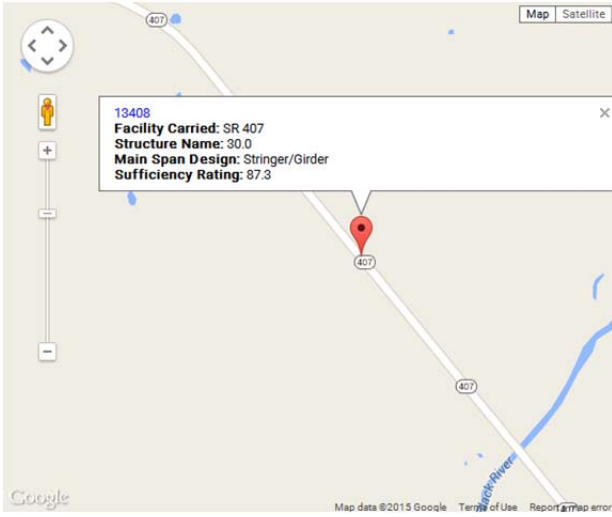 407
Map Satellite
13408
Facility Carried: SR 407
Structure Name: 30.0
Main Span Design: Stringer/Girder
Sufficiency Rating: 87.3
407
407
River
Google
Map data ©2015 Google Terms of Use Report a map error